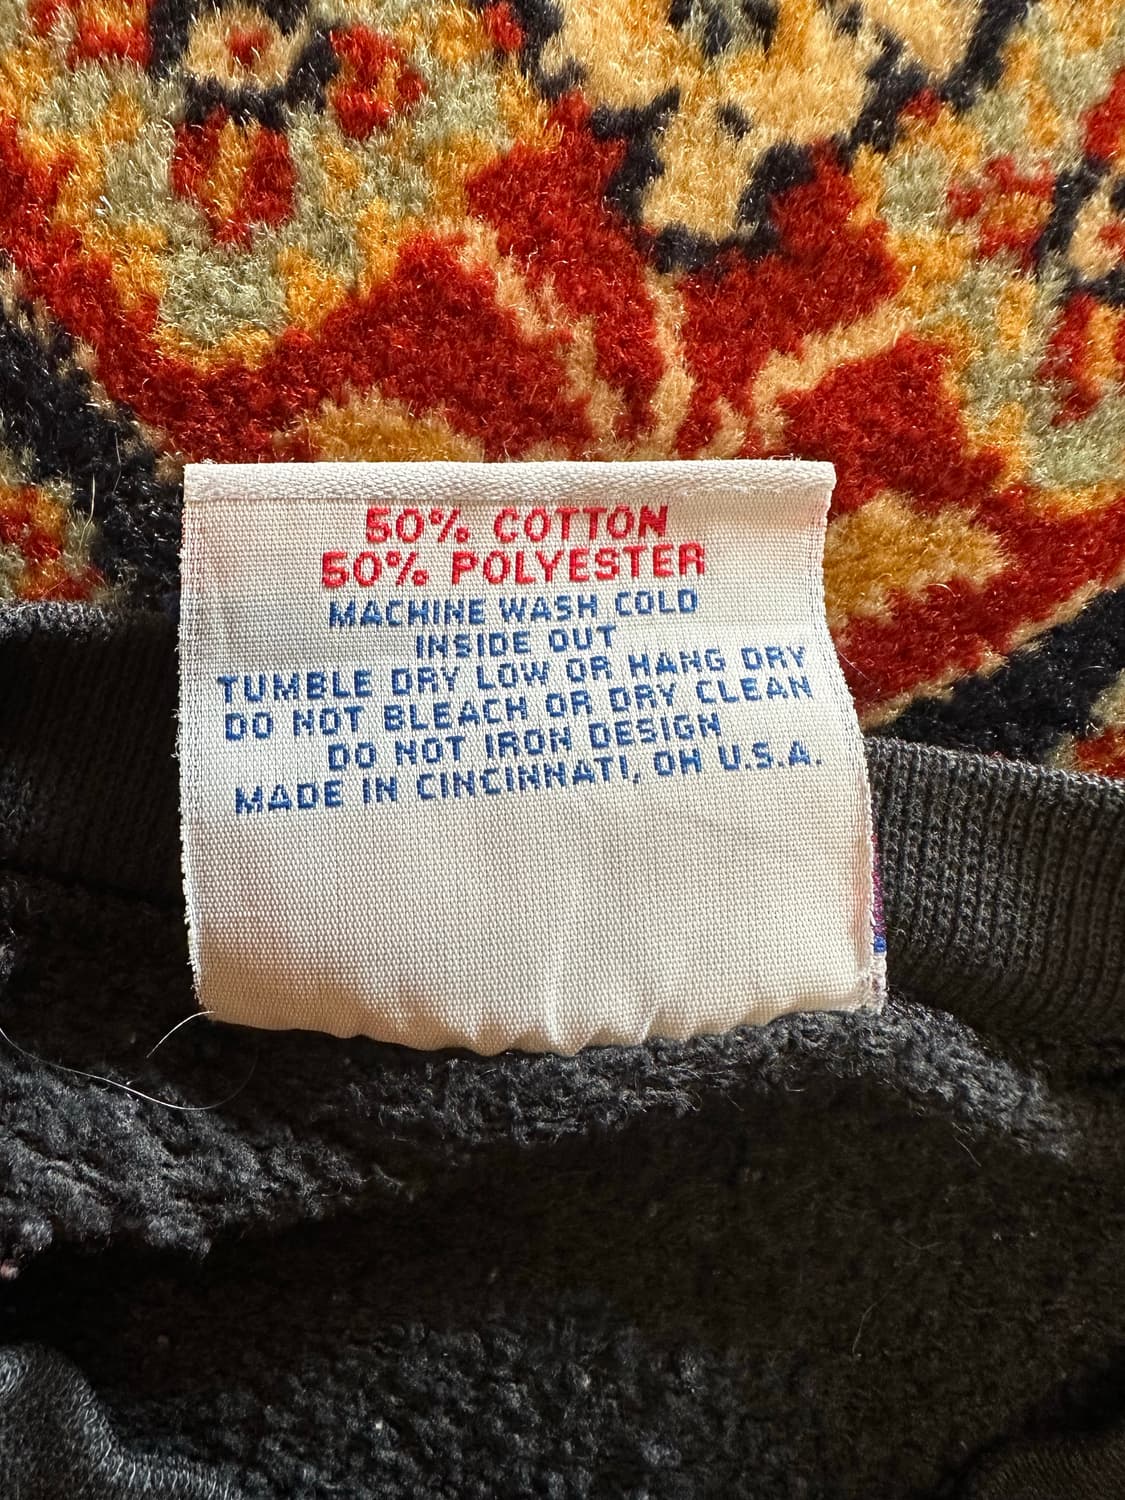 50% COTTON
50% POLYESTER
MACHINE WASH COLD
INSIDE OUT
TUMBLE DRY LOW OR HANG DRY
DO NOT BLEACH OR DRY CLEAN
DO NOT IRON DESIGN
MADE IN CINCINNATI, OH U.S.A.